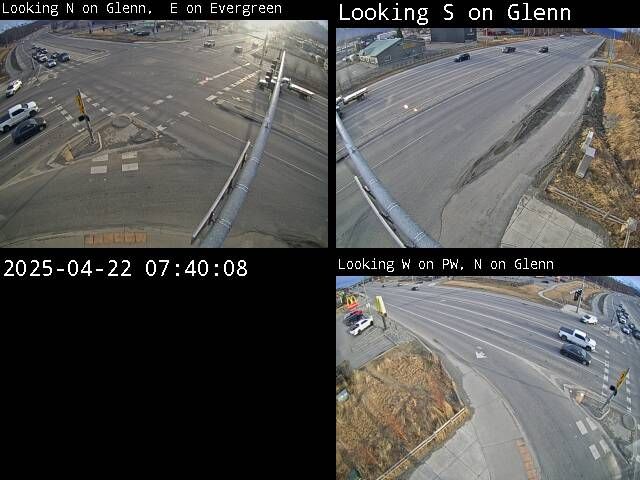 Looking N on Glenn,  E on Evergreen
Looking S on Glenn
2025-04-22 07:40:08
Looking W on PW, N on Glenn